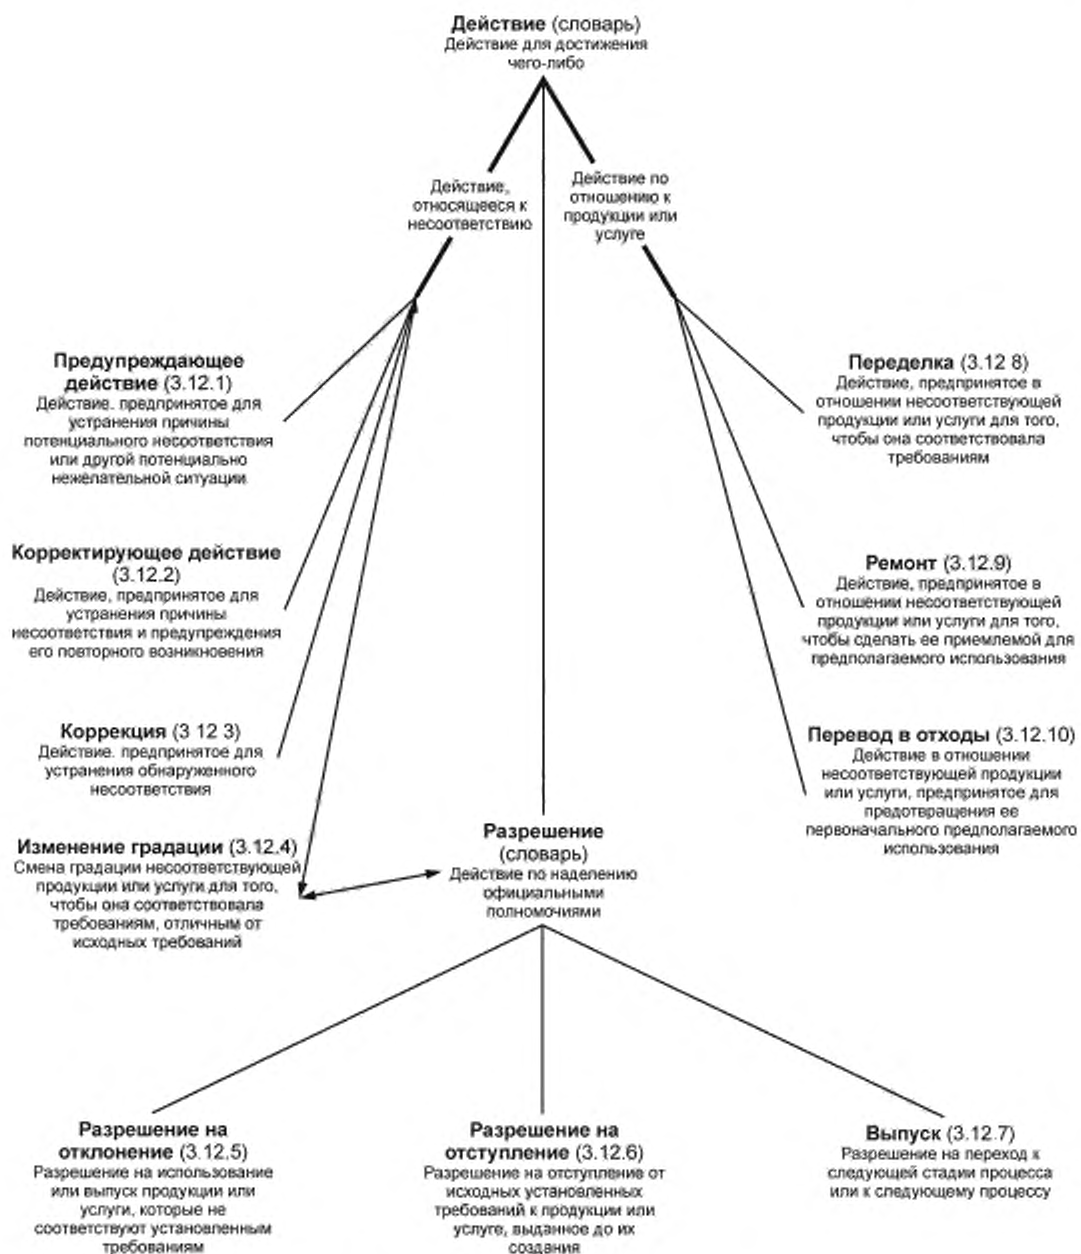 Действие (словарь)
Действие для достижения
чего-либо
Действие,
относящееся к
несоответствию
Действие по
отношению к
продукции или
услуге
Предупреждающее
действие (3.12.1)
Действие. предпринятое для
устранения причины
потенциального несоответствия
или другой потенциально
нежелательной ситуации
Корректирующее действие
(3.12.2)
Действие, предпринятое для
устранения причины
несоответствия и предупреждения
его повторного возникновения
Коррекция (3 12 3)
Действие. предпринятое для
устранения обнаруженного
несоответствия
Изменение градации (3.12.4)
Смена градации несоответствующей
продукции или услуги для того,
чтобы она соответствовала
требованиям, отличным от
исходных требований
Переделка (3.12 8)
Действие, предпринятое в
отношении несоответствующей
продукции или услуги для того,
чтобы она соответствовала
требованиям
Ремонт (3.12.9)
Действие, предпринятое в
отношении несоответствующей
продукции или услуги для того,
чтобы сделать ее приемлемой для
предполагаемого использования
Перевод в отходы (3.12.10)
Действие в отношении
несоответствующей продукции
или услуги, предпринятое для
предотвращения ее
первоначального предполагаемого
использования
Разрешение
(словарь)
Действие по наделению
официальными
полномочиями
Разрешение на
отклонение (3.12.5)
Разрешение на использование
или выпуск продукции или
услуги, которые не
соответствуют установленным
требованиям
Разрешение на
отступление (3.12.6)
Разрешение на отступление от
исходных установленных
требований к продукции или
услуге, выданное до их
создания
Выпуск (3.12.7)
Разрешение на переход к
следующей стадии процесса
или к следующему процессу